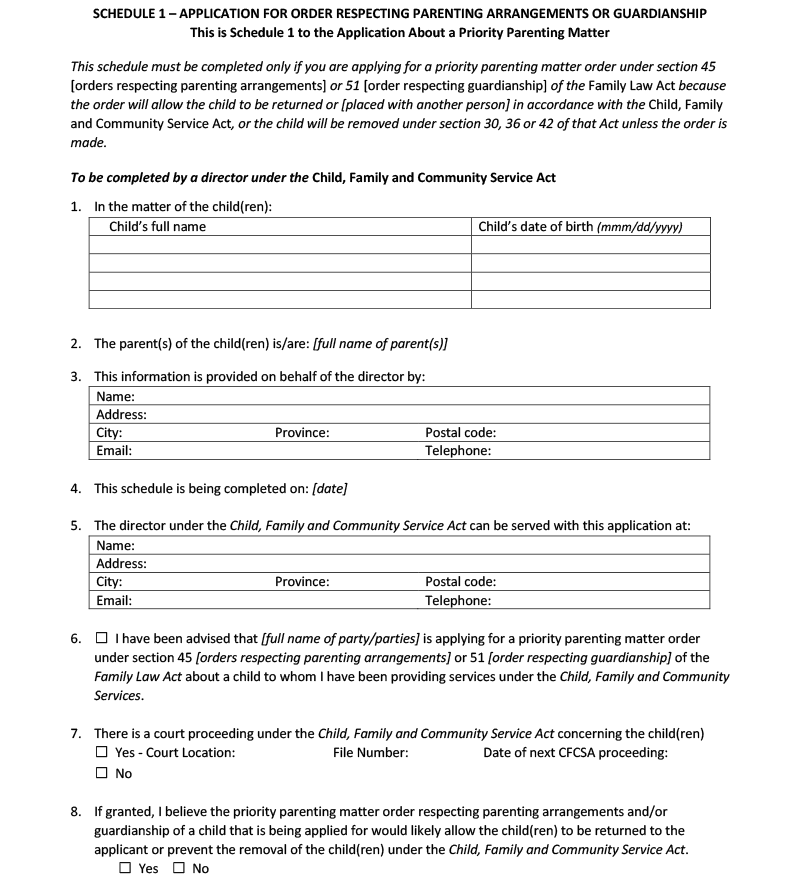 SCHEDULE 1 – APPLICATION FOR ORDER RESPECTING PARENTING ARRANGEMENTS OR GUARDIANSHIP
This is Schedule 1 to the Application About a Priority Parenting Matter
This schedule must be completed only if you are applying for a priority parenting matter order under section 45
[orders respecting parenting arrangements] or 51 [order respecting guardianship] of the Family Law Act because
the order will allow the child to be returned or [placed with another person] in accordance with the Child, Family
and Community Service Act, or the child will be removed under section 30, 36 or 42 of that Act unless the order is
made.
To be completed by a director under the Child, Family and Community Service Act
1. In the matter of the child(ren):
Child's full name Child's date of birth (mmm/dd/yyyy)
2. The parent(s) of the child(ren) is/are: [full name of parent(s)]
3. This information is provided on behalf of the director by:
Name:
Address:
City: Province: Postal code:
Email: Telephone:
4. This schedule is being completed on: [date]
5. The director under the Child, Family and Community Service Act can be served with this application at:
Name:
Address:
City: Province: Postal code:
Email: Telephone:
6. ☐ I have been advised that [full name of party/parties] is applying for a priority parenting matter order
under section 45 [orders respecting parenting arrangements] or 51 [order respecting guardianship] of the
Family Law Act about a child to whom I have been providing services under the Child, Family and Community
Services.
7. There is a court proceeding under the Child, Family and Community Service Act concerning the child(ren)
☐ Yes - Court Location: File Number: Date of next CFCSA proceeding:
☐ No
8. If granted, I believe the priority parenting matter order respecting parenting arrangements and/or
guardianship of a child that is being applied for would likely allow the child(ren) to be returned to the
applicant or prevent the removal of the child(ren) under the Child, Family and Community Service Act.
☐ Yes ☐ No